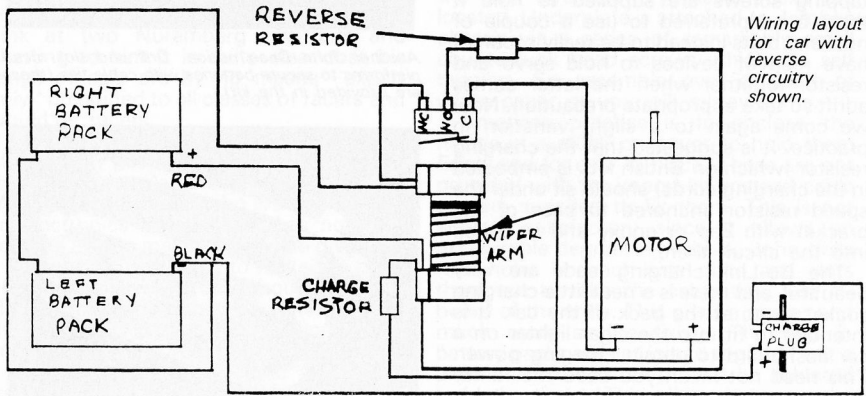 REVERSE
RESISTOR
Wiring layout
for car with
reverse
circuitry
shown.
RIGHT
BATTERY
PACK
+
RED
NC
NO
C
WIPER
ARM
MOTOR
- +
BLACK
LEFT
BATTERY
PACK
CHARGE
RESISTOR
CHARGE
PLUG
+